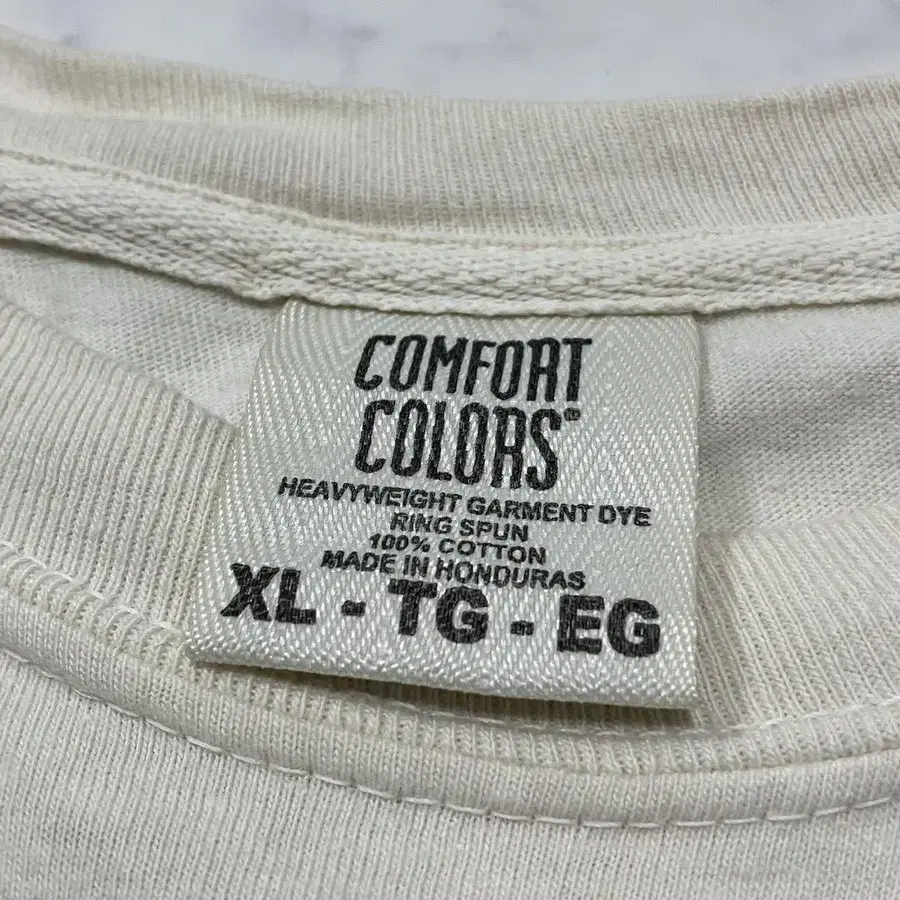 COMFORT
COLORS®
HEAVYWEIGHT GARMENT DYE
RING SPUN
100% COTTON
MADE IN HONDURAS
XL - TG - EG